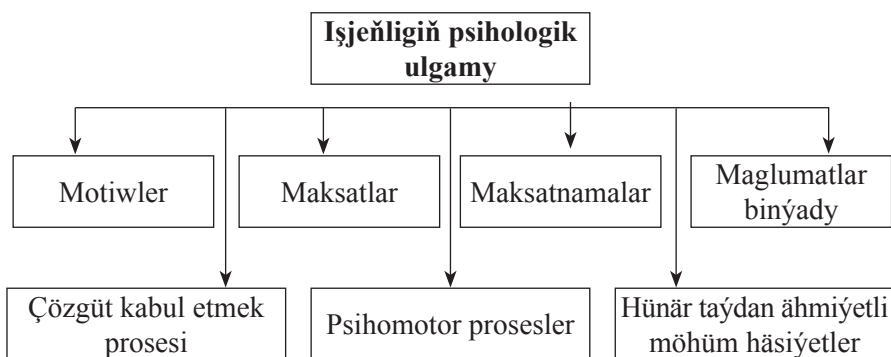 Işjeňligiň psihologik
ulgamy
Motiwler
Maksatlar
Maksatnamalar
Maglumatlar
binýady
Çözgüt kabul etmek
prosesi
Psihomotor prosesler
Hünär taýdan ähmiýetli
möhüm häsiýetler